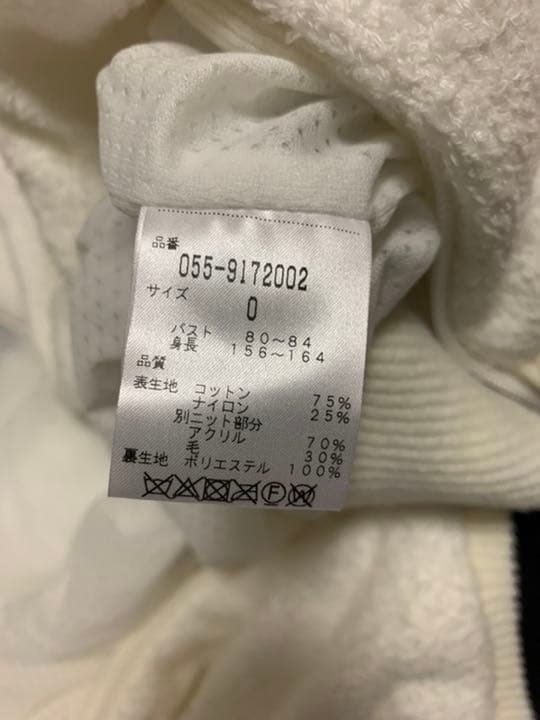 品番
055-9172002
サイズ
0
バスト 80〜84
身長 156〜164
品質
表生地 コットン 75%
ナイロン 25%
別ニット部分
アクリル 70%
毛 30%
裏生地 ポリエステル 100%
F W